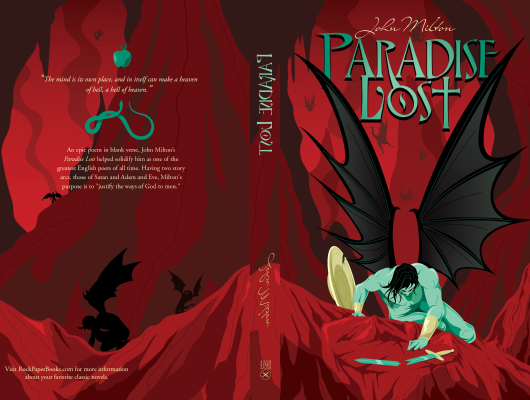 "The mind is its own place, and in itself can make a heaven
of hell, a hell of heaven."
An epic poem in blank verse, John Milton's
Paradise Lost helped solidify him as one of the
greatest English poets of all time. Having two story
arcs, those of Satan and Adam and Eve, Milton's
purpose is to "justify the ways of God to men."
Visit RockPaperBooks.com for more information
about your favorite classic novels.
PARADISE LOST
John Milton
John Milton
PARADISE
LOST